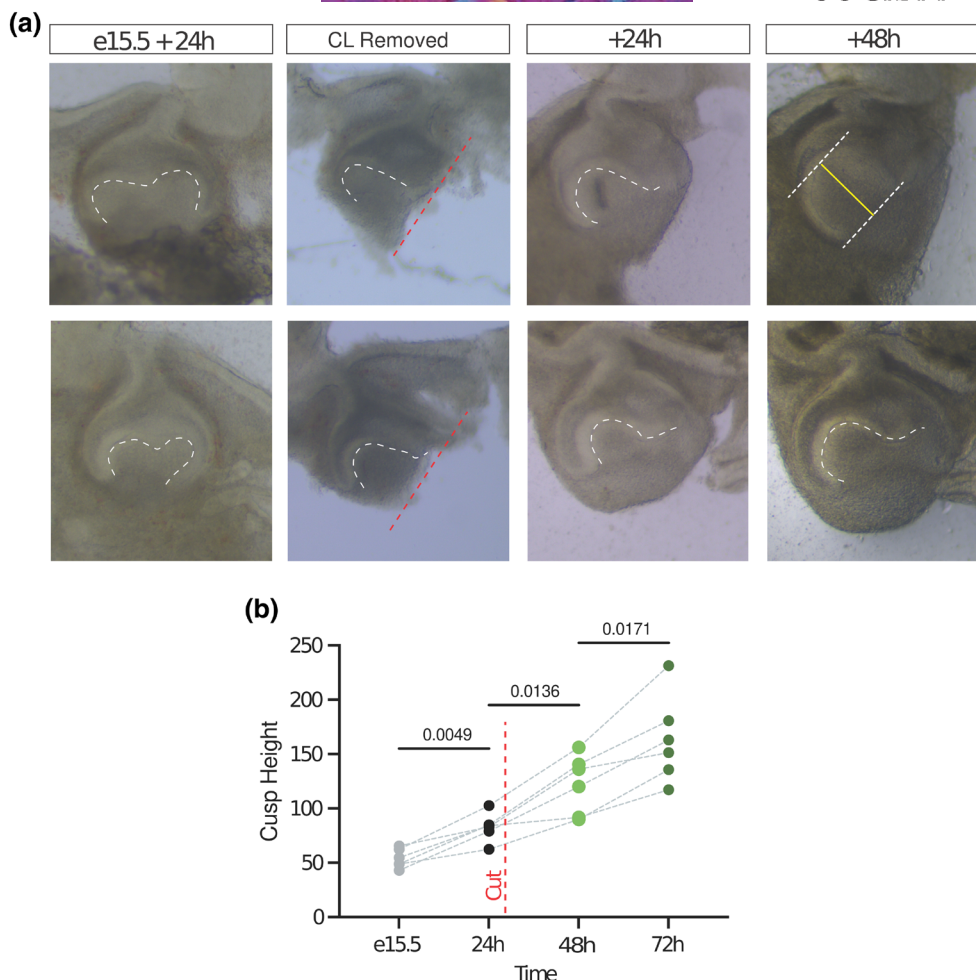 (a)
e15.5 + 24h
CL Removed
+24h
+48h
(b)
0.0171
0.0136
0.0049
250
200
150
100
50
0
Cusp Height
Cut
e15.5
24h
48h
72h
Time